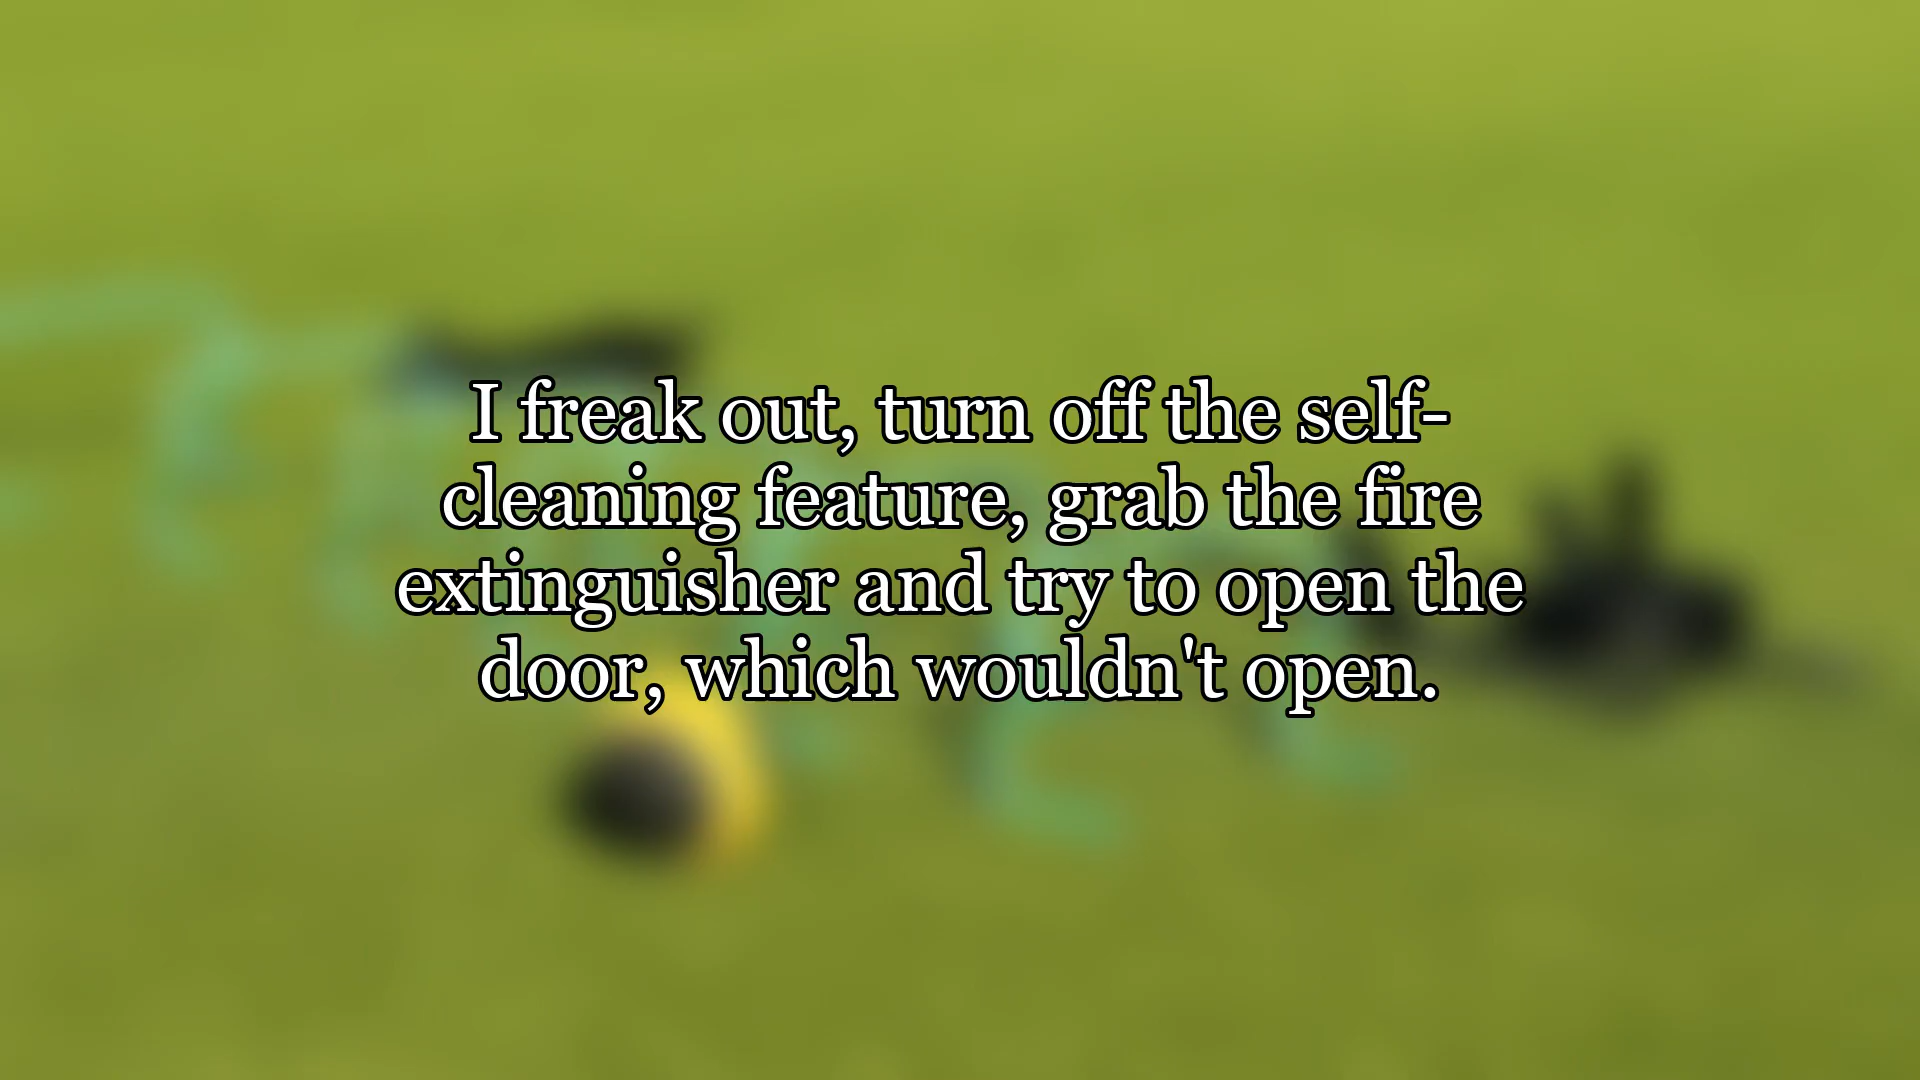 I freak out, turn off the self-
cleaning feature, grab the fire
extinguisher and try to open the
door, which wouldn't open.